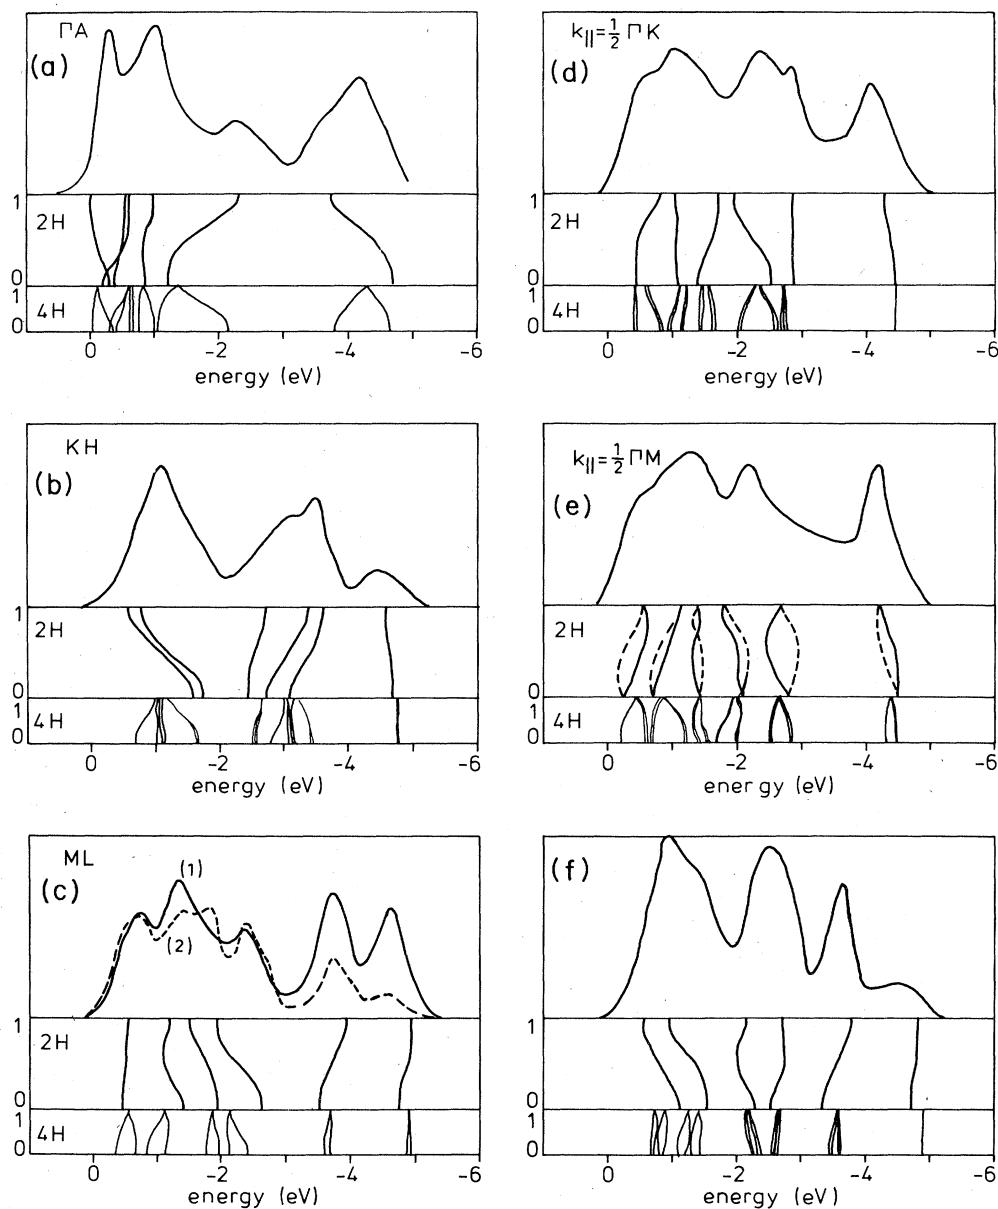 (a)
ΓA
1
2H
0
1
4H
0
0 -2 -4 -6
energy (eV)
(b)
KH
1
2H
0
1
4H
0
0 -2 -4 -6
energy (eV)
(c)
ML
(1)
(2)
1
2H
0
1
4H
0
0 -2 -4 -6
energy (eV)
(d)
k||=1/2 ΓK
1
2H
0
1
4H
0
0 -2 -4 -6
energy (eV)
(e)
k||=1/2 ΓM
1
2H
0
1
4H
0
0 -2 -4 -6
energy (eV)
(f)
1
0
1
0
0 -2 -4 -6
energy (eV)